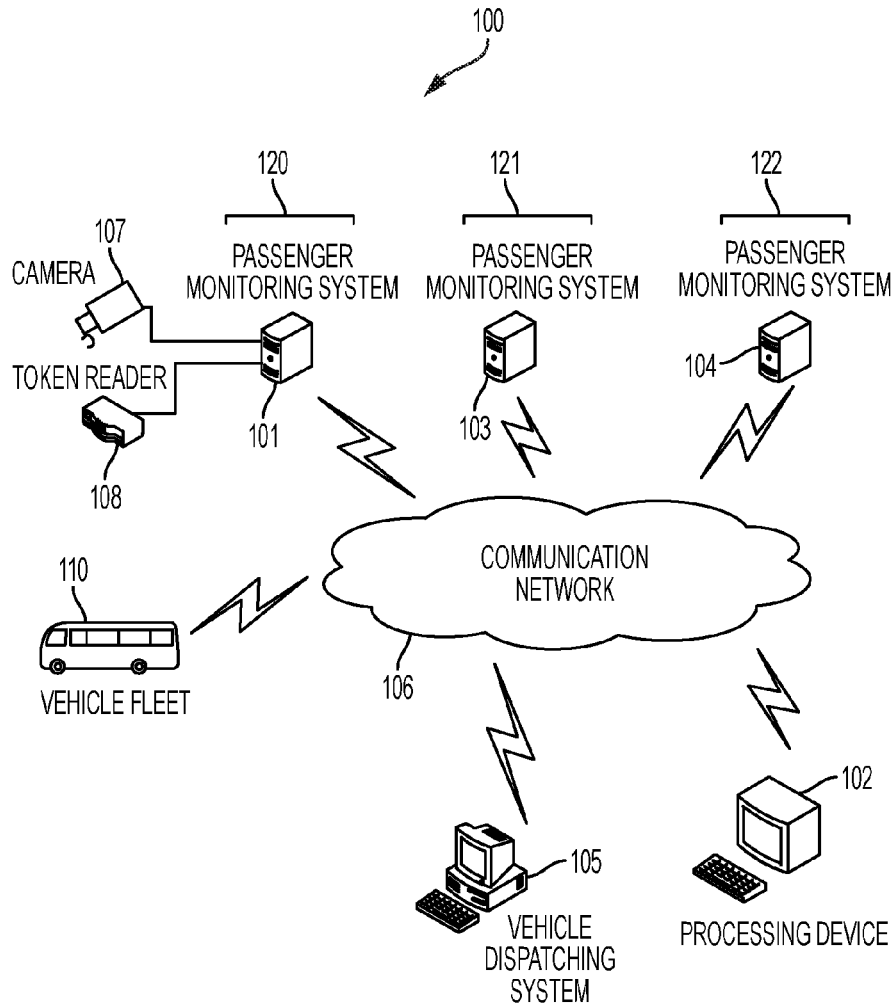 100
120
121
122
107
CAMERA
PASSENGER
MONITORING SYSTEM
PASSENGER
MONITORING SYSTEM
PASSENGER
MONITORING SYSTEM
TOKEN READER
101
103
104
108
COMMUNICATION
NETWORK
110
VEHICLE FLEET
106
102
105
VEHICLE
DISPATCHING
SYSTEM
PROCESSING DEVICE